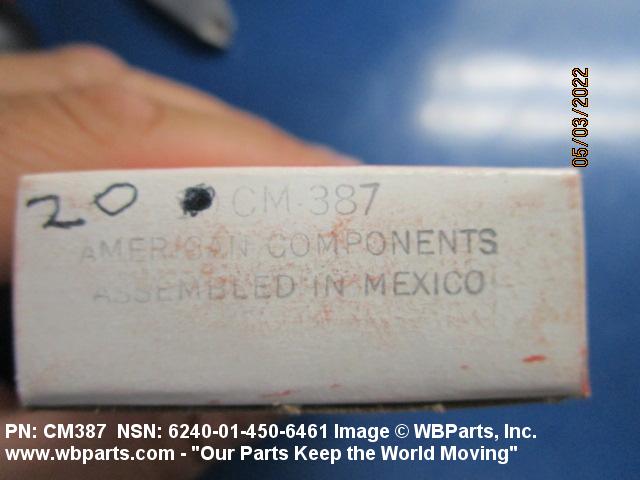 05/03/2022
20 CM-387
AMERICAN COMPONENTS
ASSEMBLED IN MEXICO
PN: CM387 NSN: 6240-01-450-6461 Image © WBParts, Inc.
www.wbparts.com - "Our Parts Keep the World Moving"